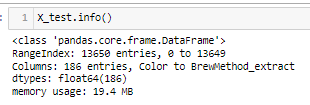 1 X_test.info()
<class 'pandas.core.frame.DataFrame'>
RangeIndex: 13650 entries, 0 to 13649
Columns: 186 entries, Color to BrewMethod_extract
dtypes: float64(186)
memory usage: 19.4 MB